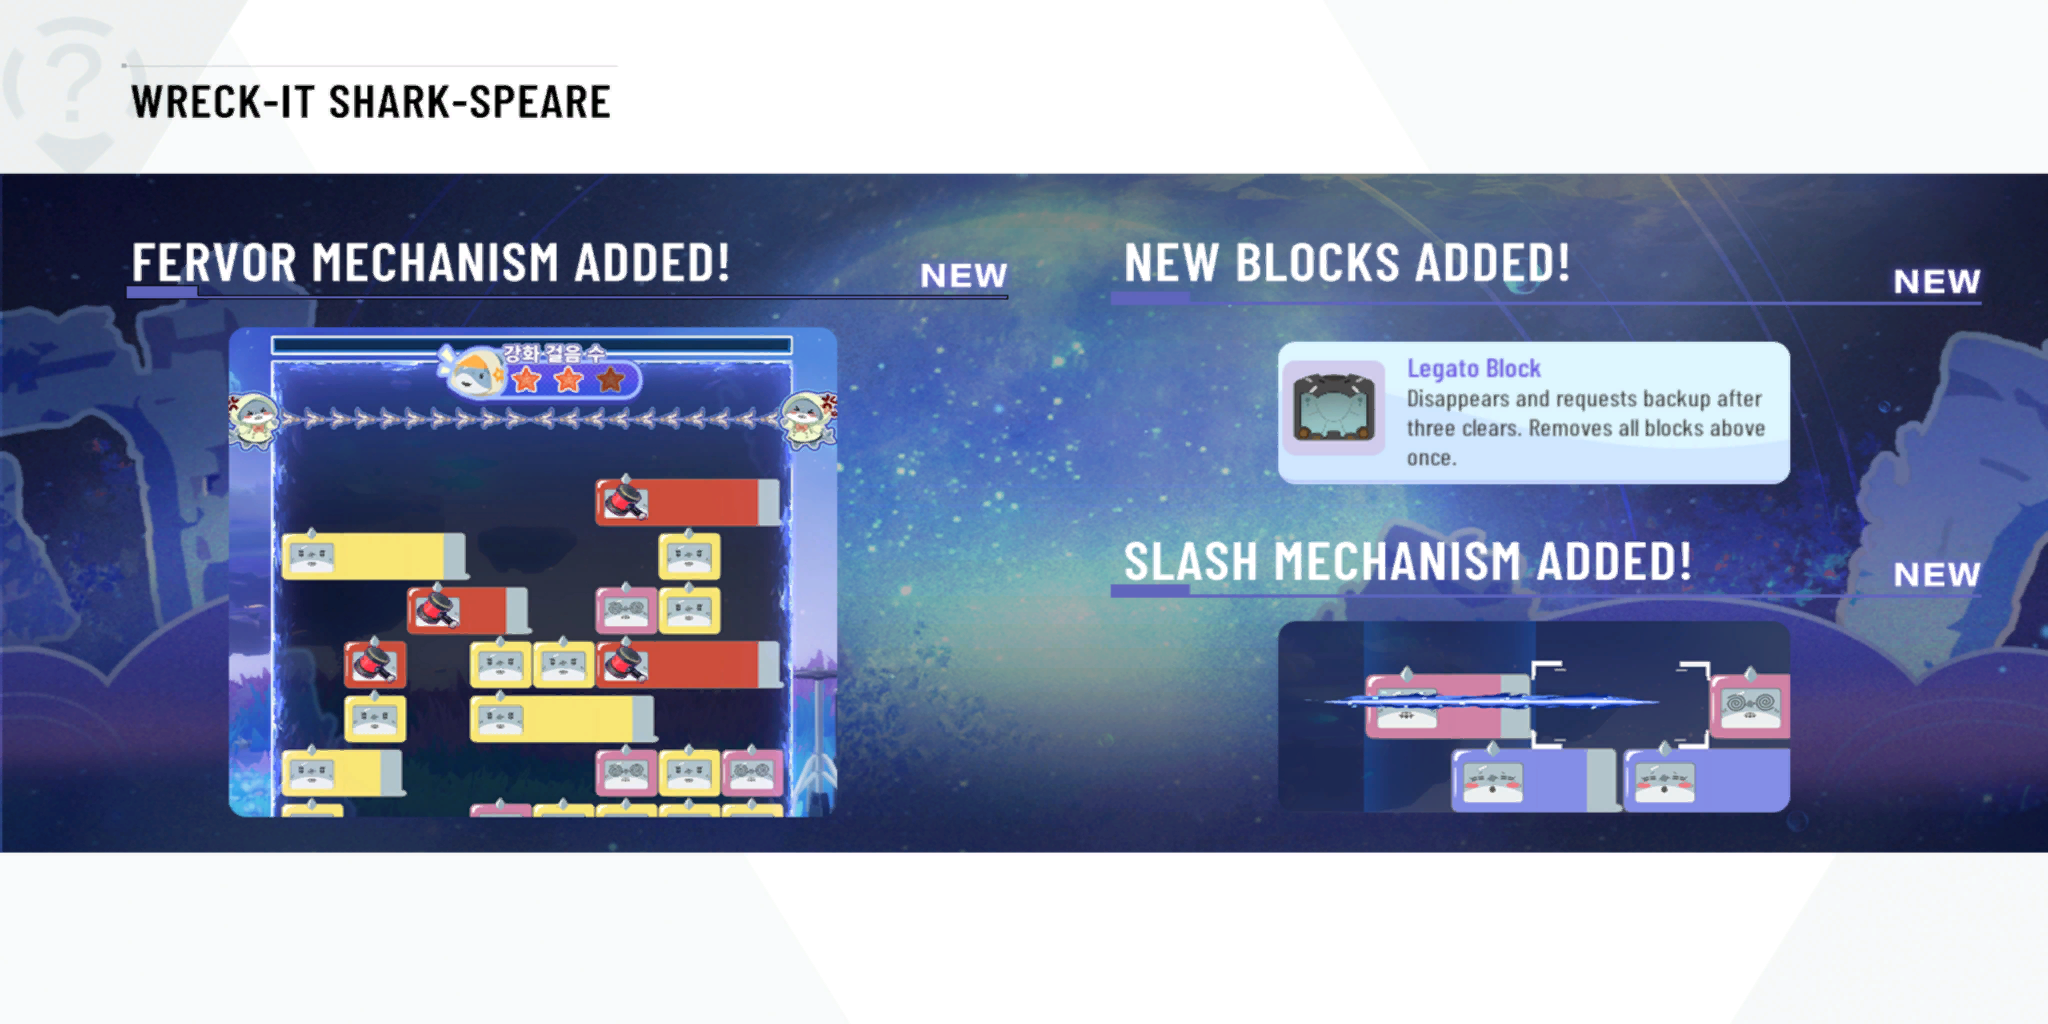 WRECK-IT SHARK-SPEARE
FERVOR MECHANISM ADDED!
NEW
강화 걸음 수
NEW BLOCKS ADDED!
NEW
Legato Block
Disappears and requests backup after
three clears. Removes all blocks above
once.
SLASH MECHANISM ADDED!
NEW